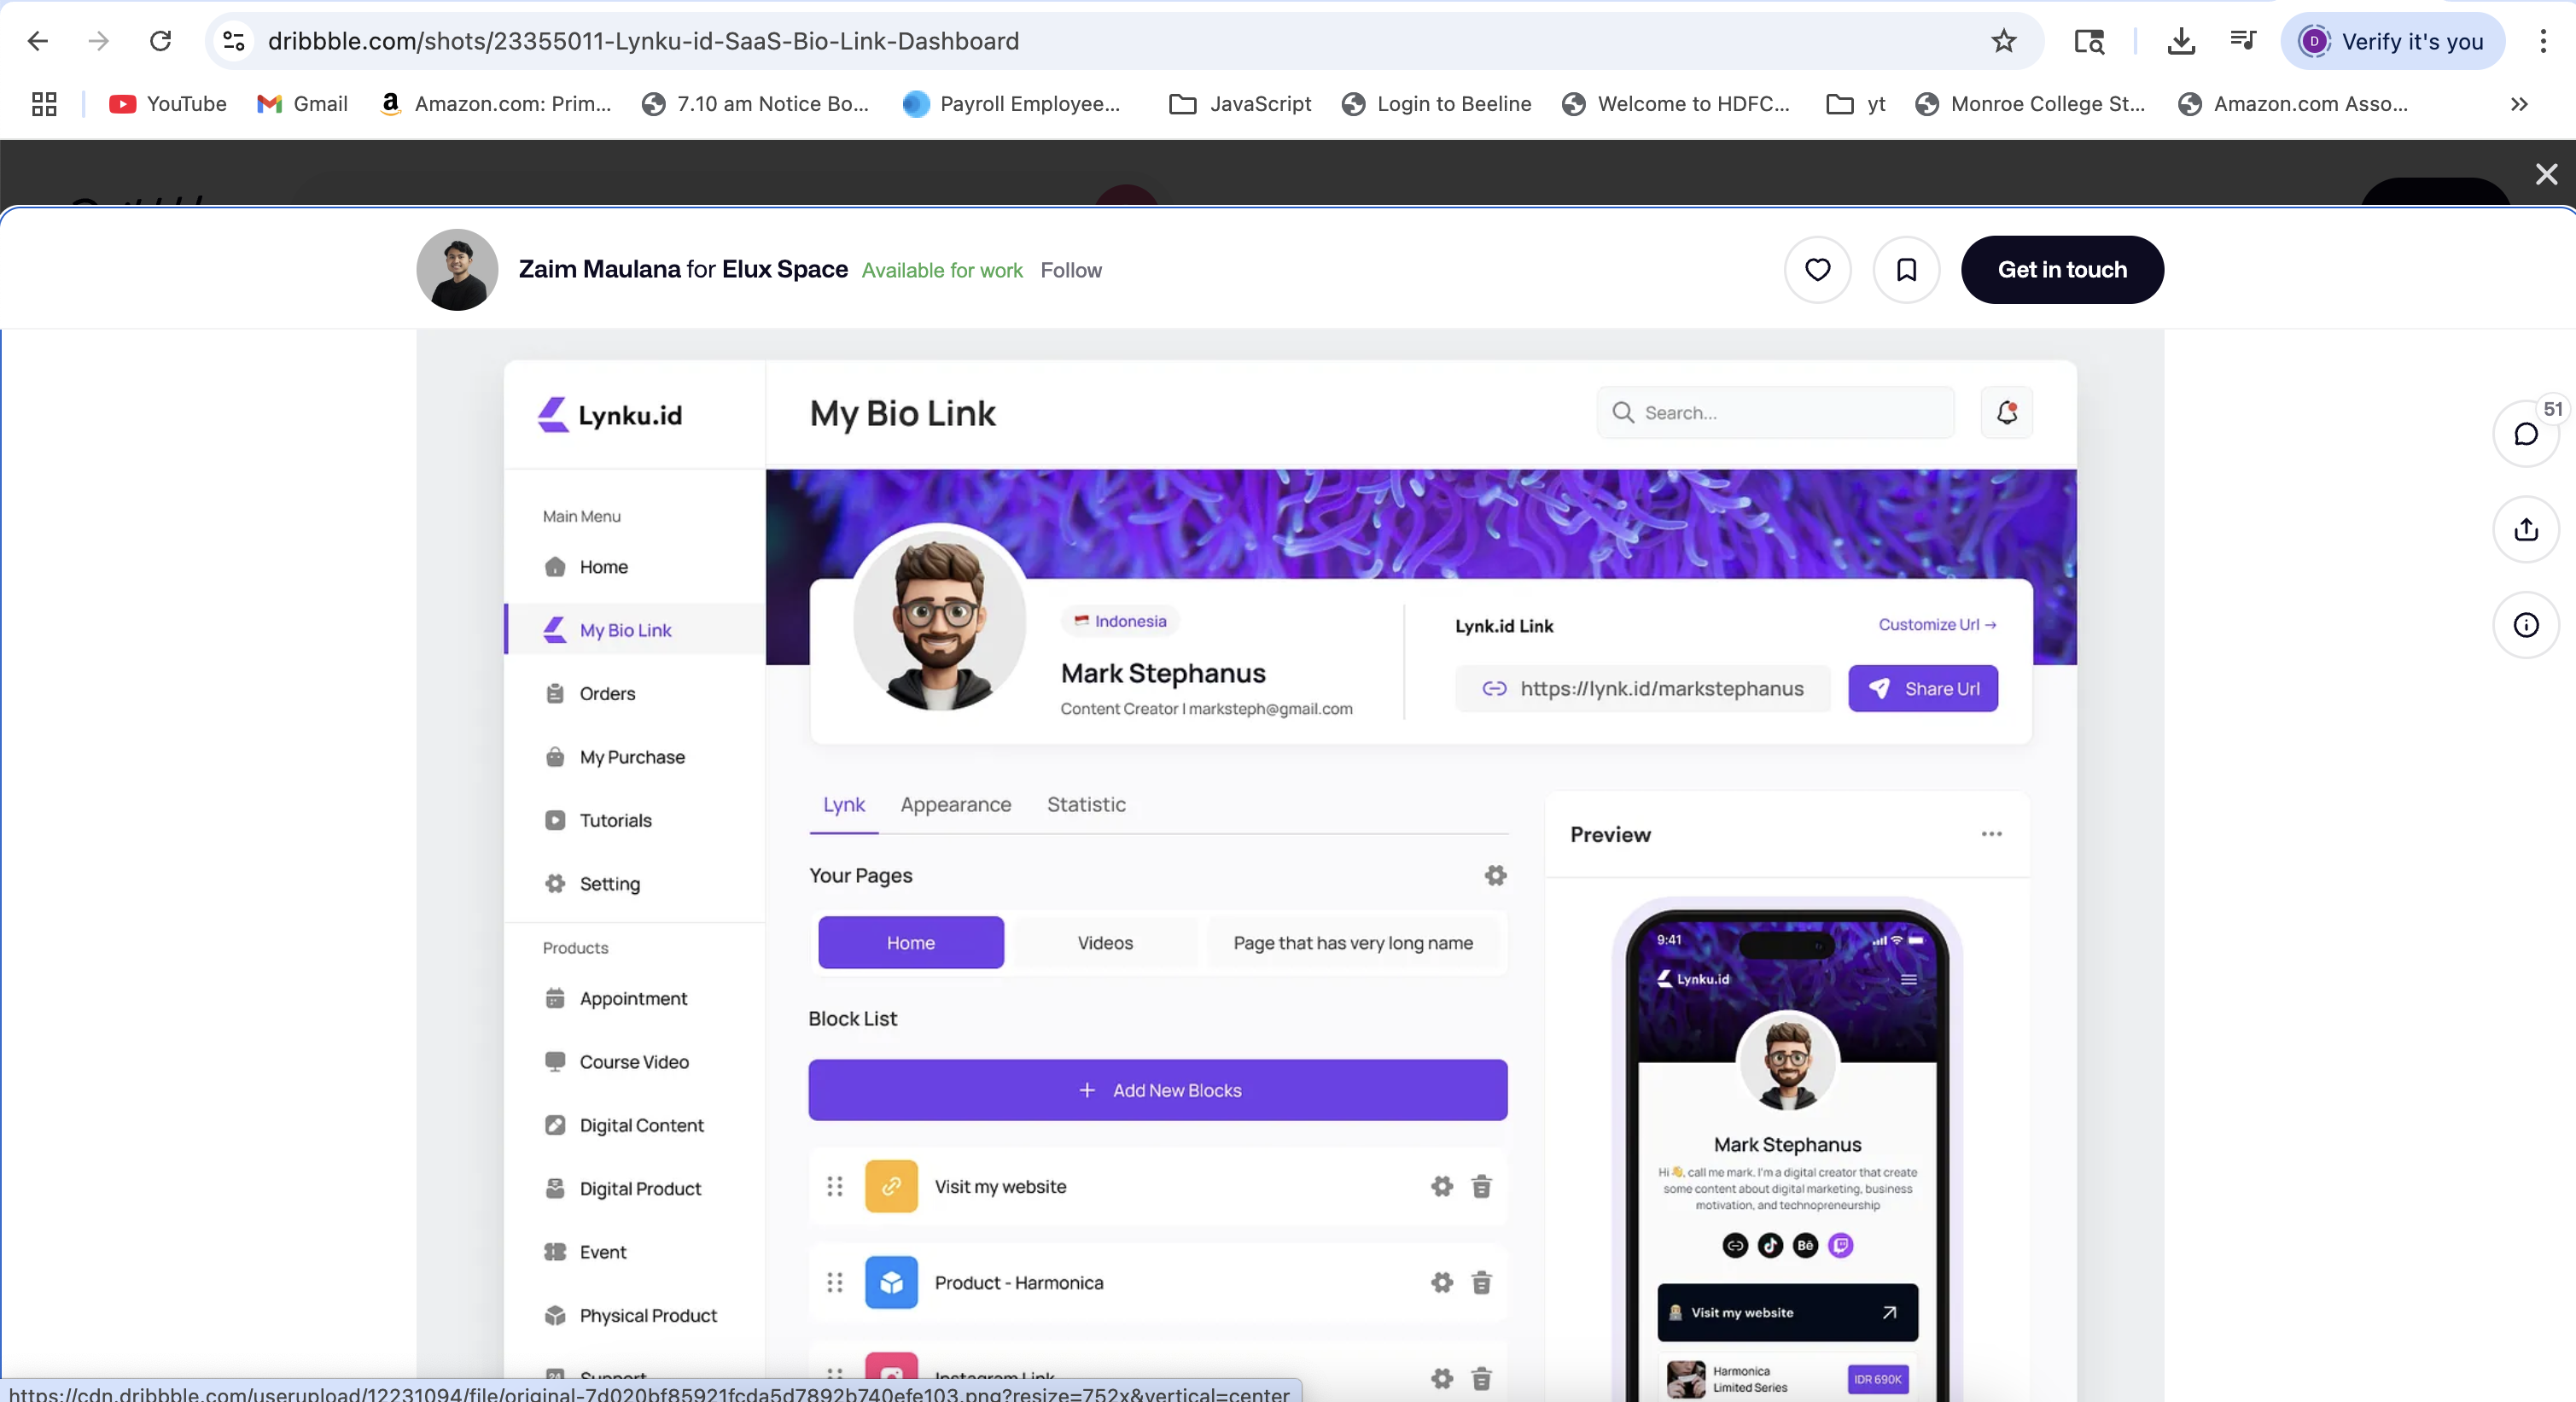 dribbble.com/shots/23355011-Lynku-id-SaaS-Bio-Link-Dashboard
D
Verify it's you
YouTube
Gmail
Amazon.com: Prim...
7.10 am Notice Bo...
Payroll Employee...
JavaScript
Login to Beeline
Welcome to HDFC...
yt
Monroe College St...
Amazon.com Asso...
Zaim Maulana for Elux Space
Available for work
Follow
Get in touch
51
Lynku.id
My Bio Link
Search...
Main Menu
Home
My Bio Link
Orders
My Purchase
Tutorials
Setting
Products
Appointment
Course Video
Digital Content
Digital Product
Event
Physical Product
Support
Indonesia
Mark Stephanus
Content Creator | marksteph@gmail.com
Lynk.id Link
Customize Url →
https://lynk.id/markstephanus
Share Url
Lynk
Appearance
Statistic
Your Pages
Home
Videos
Page that has very long name
Block List
+ Add New Blocks
Visit my website
Product - Harmonica
Instagram Link
Preview
9:41
Lynku.id
Mark Stephanus
Hi 👋, call me mark. I'm a digital creator that create
some content about digital marketing, business
motivation, and technopreneurship
Bē
Visit my website
Harmonica
Limited Series
IDR 690K
https://cdn.dribbble.com/userupload/12231094/file/original-7d020bf85921fcda5d7892b740efe103.png?resize=752x&vertical=center